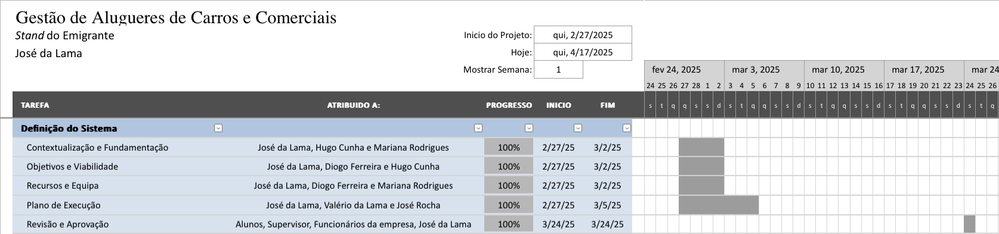 Gestão de Alugueres de Carros e Comerciais
Stand do Emigrante
Inicio do Projeto: qui, 2/27/2025
José da Lama
Hoje: qui, 4/17/2025
Mostrar Semana: 1
fev 24, 2025 mar 3, 2025 mar 10, 2025 mar 17, 2025 mar 24
24 25 26 27 28 1 2 3 4 5 6 7 8 9 10 11 12 13 14 15 16 17 18 19 20 21 22 23 24 25 26
TAREFA ATRIBUIDO A: PROGRESSO INICIO FIM s t q q s s d s t q q s s d s t q q s s d s t q q s s d s t q
Definição do Sistema
Contextualização e Fundamentação José da Lama, Hugo Cunha e Mariana Rodrigues 100% 2/27/25 3/2/25
Objetivos e Viabilidade José da Lama, Diogo Ferreira e Hugo Cunha 100% 2/27/25 3/2/25
Recursos e Equipa José da Lama, Diogo Ferreira e Mariana Rodrigues 100% 2/27/25 3/2/25
Plano de Execução José da Lama, Valério da Lama e José Rocha 100% 2/27/25 3/5/25
Revisão e Aprovação Alunos, Supervisor, Funcionários da empresa, José da Lama 100% 3/24/25 3/24/25